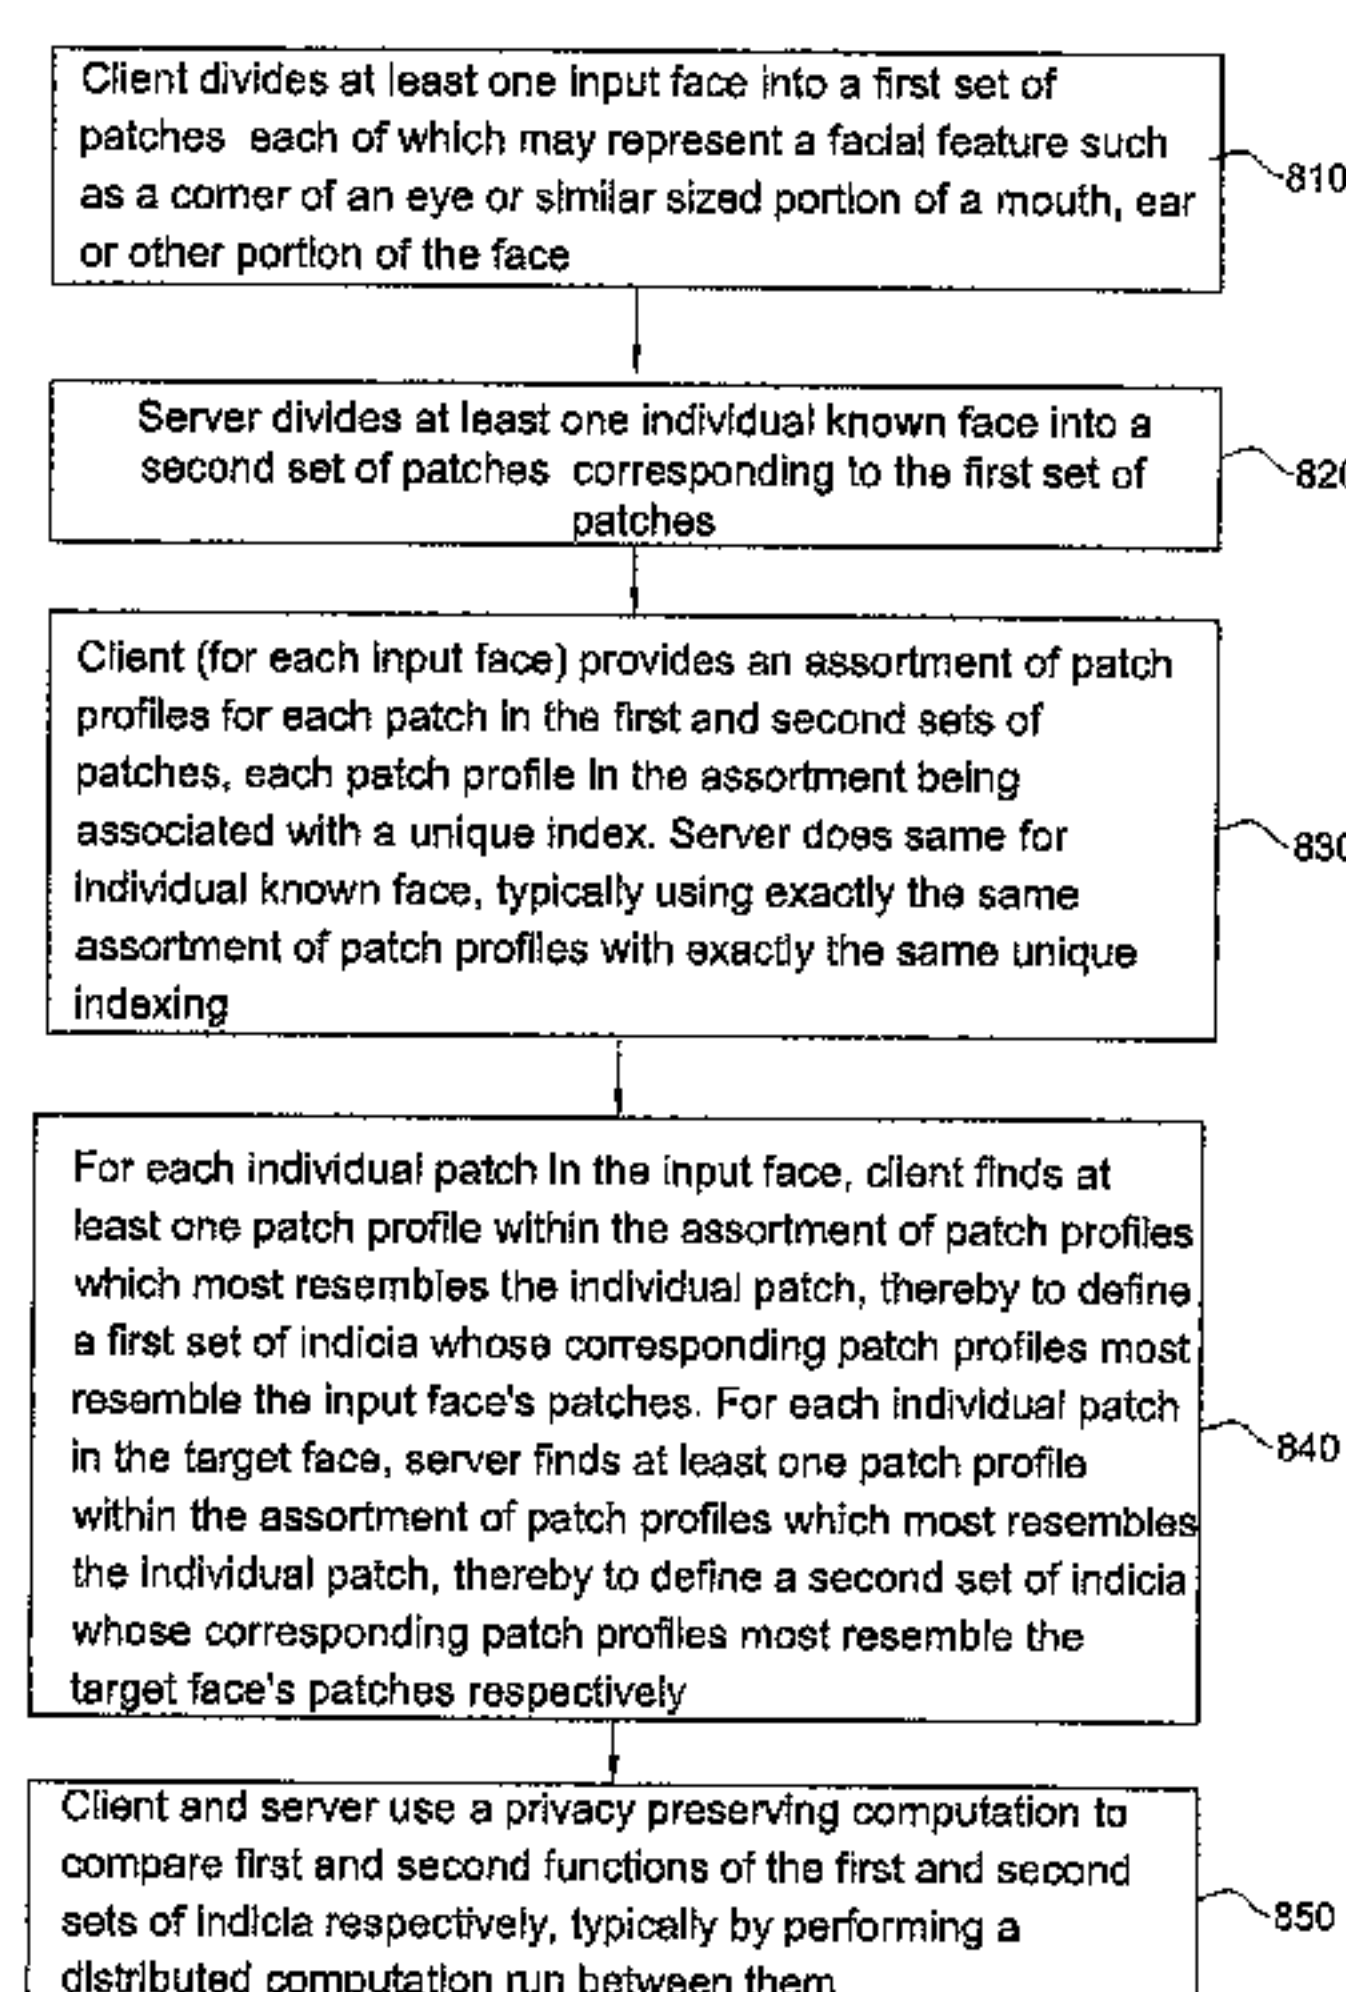 Client divides at least one input face into a first set of
patches each of which may represent a facial feature such
as a corner of an eye or similar sized portion of a mouth, ear
or other portion of the face
810
Server divides at least one individual known face into a
second set of patches corresponding to the first set of
patches
820
Client (for each input face) provides an assortment of patch
profiles for each patch in the first and second sets of
patches, each patch profile in the assortment being
associated with a unique index. Server does same for
individual known face, typically using exactly the same
assortment of patch profiles with exactly the same unique
indexing
830
For each individual patch in the input face, client finds at
least one patch profile within the assortment of patch profiles
which most resembles the individual patch, thereby to define
a first set of indicia whose corresponding patch profiles most
resemble the input face's patches. For each individual patch
in the target face, server finds at least one patch profile
within the assortment of patch profiles which most resembles
the individual patch, thereby to define a second set of indicia
whose corresponding patch profiles most resemble the
target face's patches respectively
840
Client and server use a privacy preserving computation to
compare first and second functions of the first and second
sets of indicia respectively, typically by performing a
distributed computation run between them
850